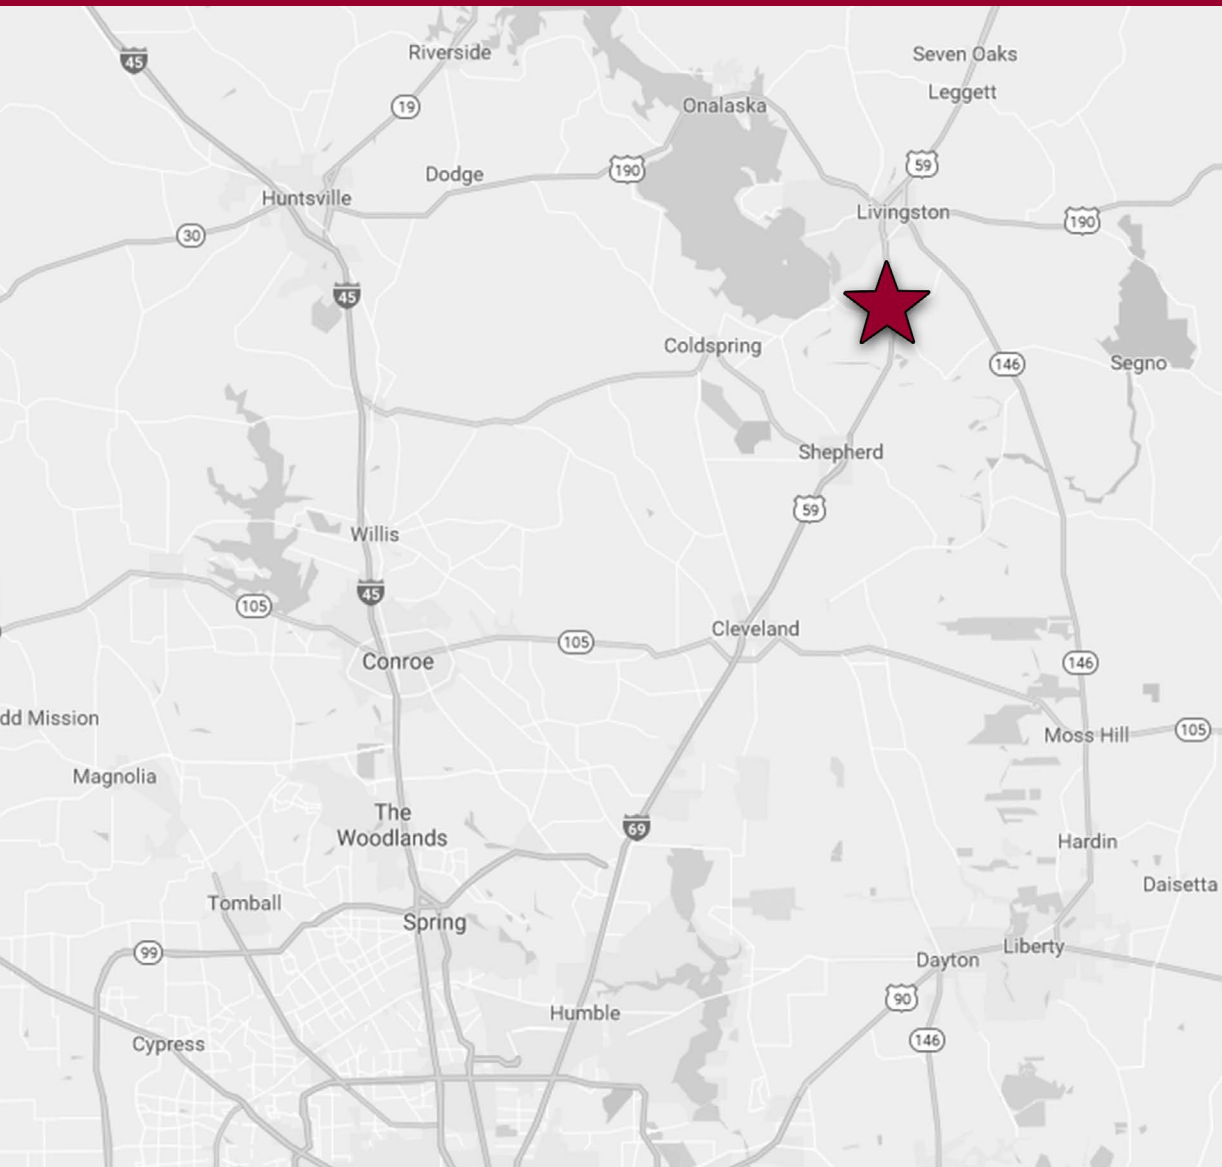 Riverside
Seven Oaks
45
Leggett
19
Onalaska
59
190
Dodge
Huntsville
Livingston
190
30
45
Coldspring
146
Segno
Shepherd
59
Willis
45
105
Cleveland
105
Conroe
146
dd Mission
105
Moss Hill
Magnolia
The
Woodlands
69
Hardin
Daisetta
Tomball
Spring
99
Liberty
Dayton
90
Humble
146
Cypress